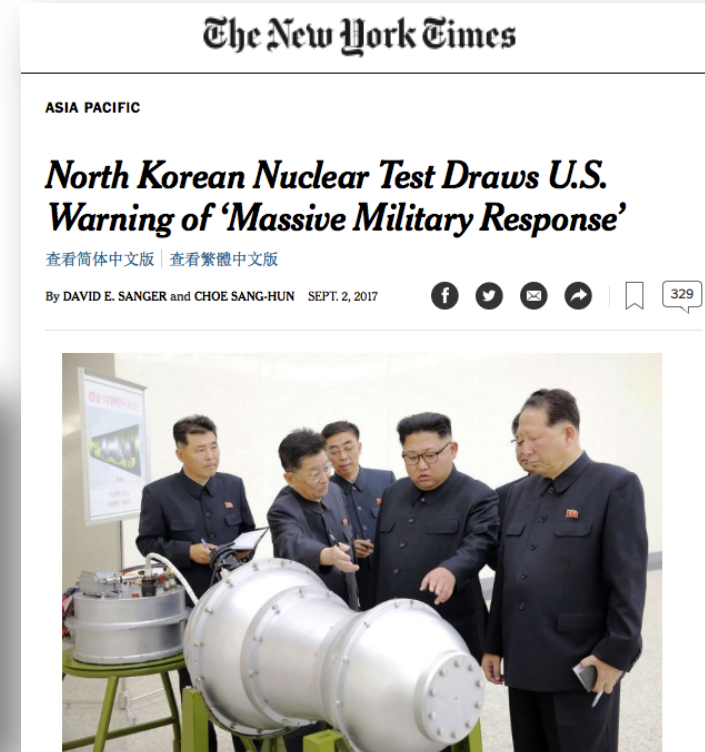 The New York Times
ASIA PACIFIC
North Korean Nuclear Test Draws U.S.
Warning of ‘Massive Military Response’
查看简体中文版 | 查看繁體中文版
By DAVID E. SANGER and CHOE SANG-HUN SEPT. 2, 2017
329